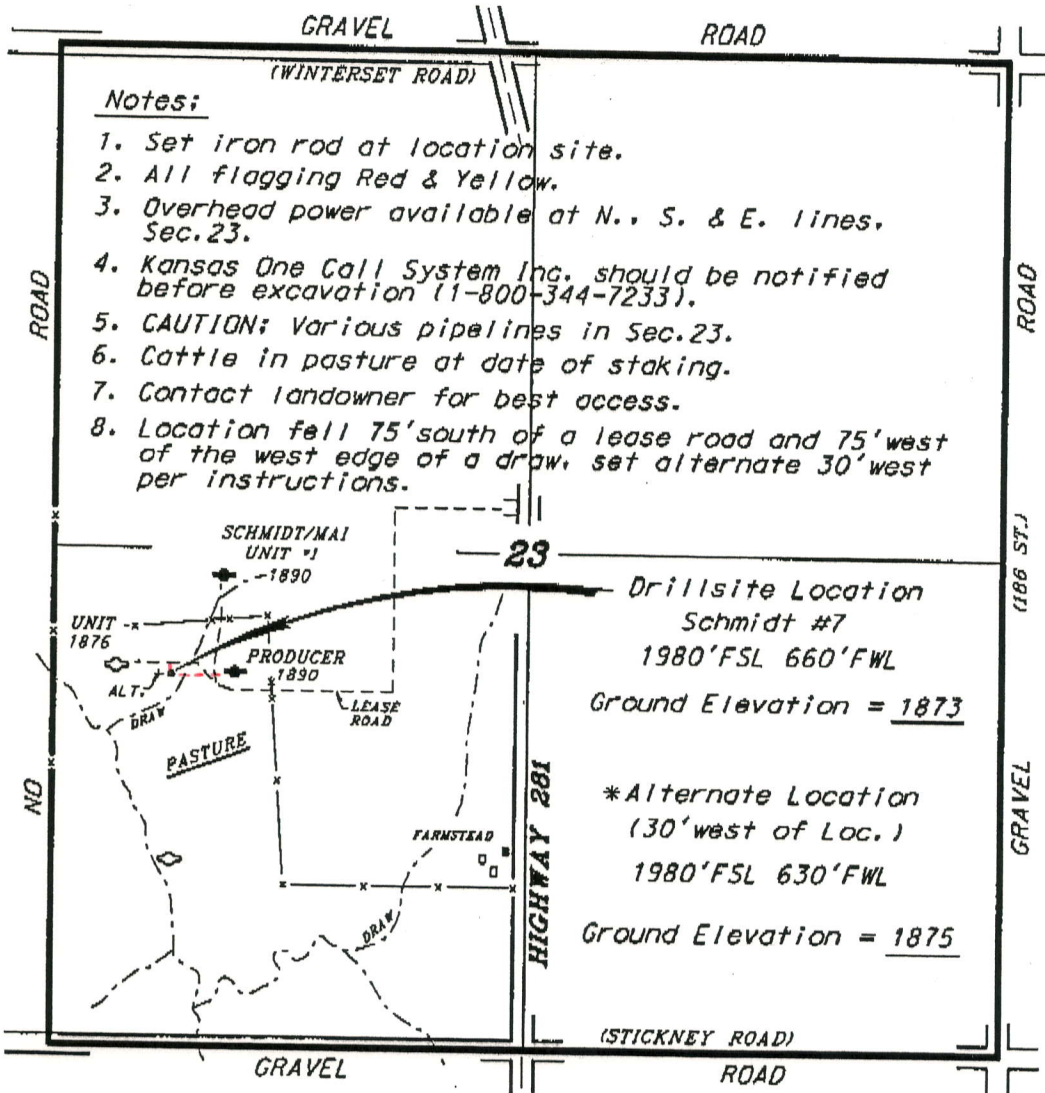 GRAVEL
ROAD
(WINTERSET ROAD)
Notes:
1. Set iron rod at location site.
2. All flagging Red & Yellow.
3. Overhead power available at N., S. & E. lines,
Sec.23.
4. Kansas One Call System Inc. should be notified
before excavation (1-800-344-7233).
5. CAUTION: Various pipelines in Sec.23.
6. Cattle in pasture at date of staking.
7. Contact landowner for best access.
8. Location fell 75'south of a lease road and 75'west
of the west edge of a draw, set alternate 30'west
per instructions.
ROAD
NO
ROAD
(186 ST.)
GRAVEL
SCHMIDT/MAI
UNIT #1
-1890
23
UNIT
1876
PRODUCER
1890
ALT.
LEASE
ROAD
DRAW
PASTURE
Drillsite Location
Schmidt #7
1980'FSL 660'FWL
Ground Elevation = 1873
*Alternate Location
(30'west of Loc.)
1980'FSL 630'FWL
Ground Elevation = 1875
FARMSTEAD
HIGHWAY 281
DRAW
(STICKNEY ROAD)
GRAVEL
ROAD